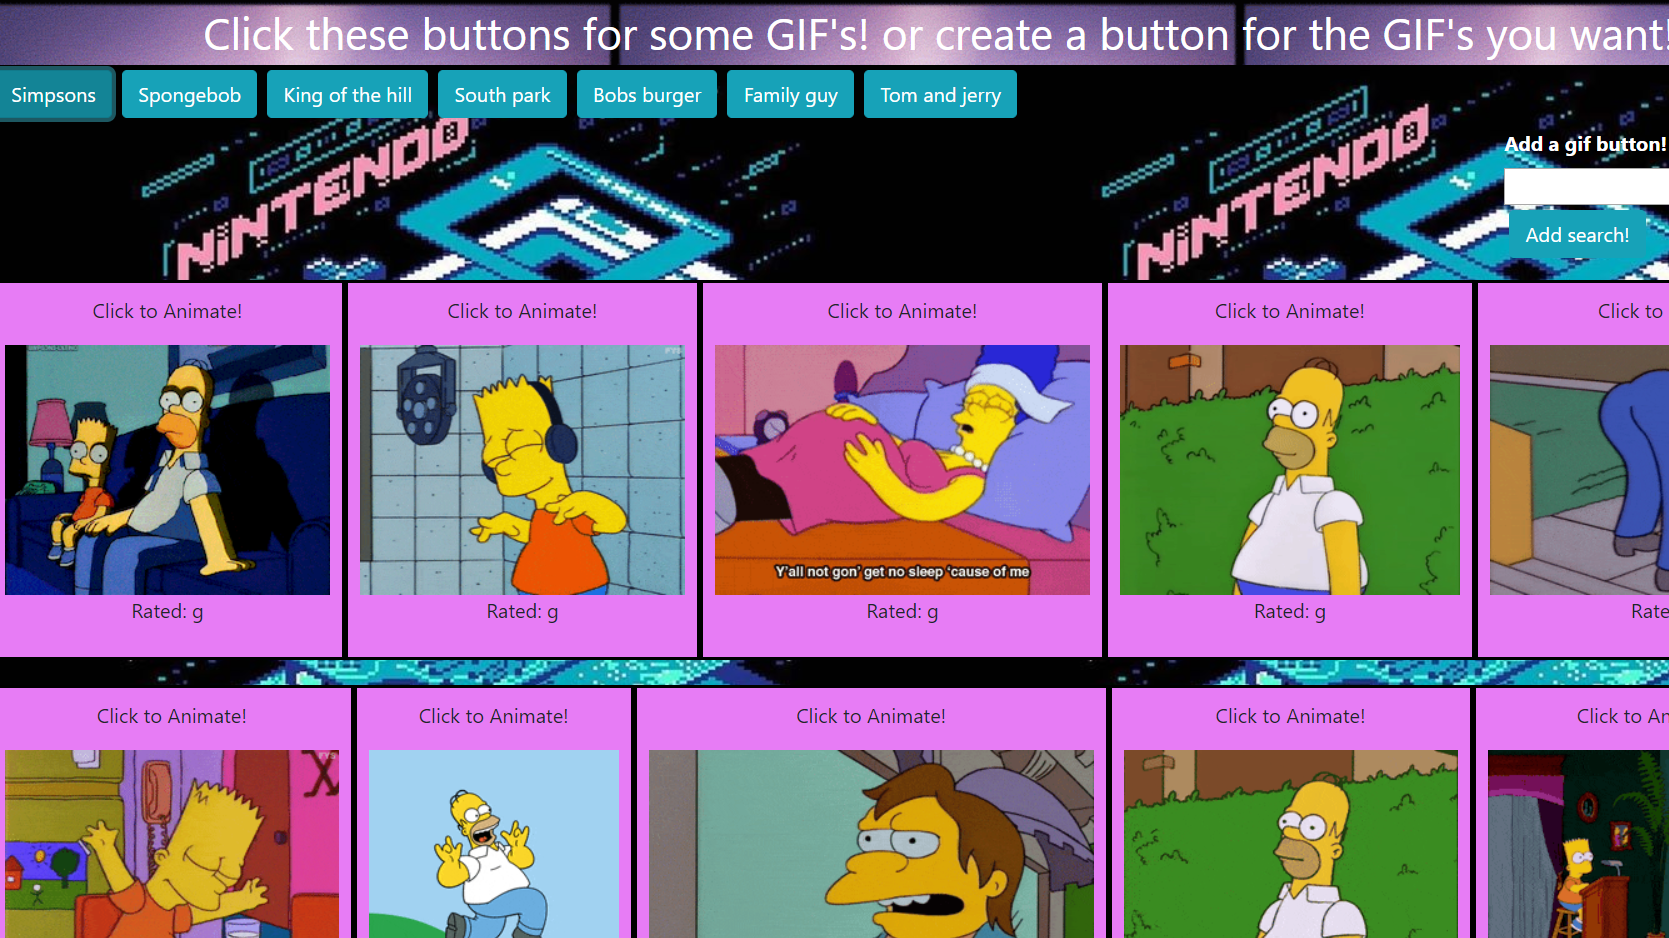 Click these buttons for some GIF's! or create a button for the GIF's you want!
Simpsons Spongebob King of the hill South park Bobs burger Family guy Tom and jerry
NINTENDO NINTENDO
Add a gif button!
Add search!
Click to Animate! Click to Animate! Click to Animate! Click to Animate! Click to
FYS
Y'all not gon' get no sleep 'cause of me
Rated: g Rated: g Rated: g Rated: g Rate
Click to Animate! Click to Animate! Click to Animate! Click to Animate! Click to An
FYS